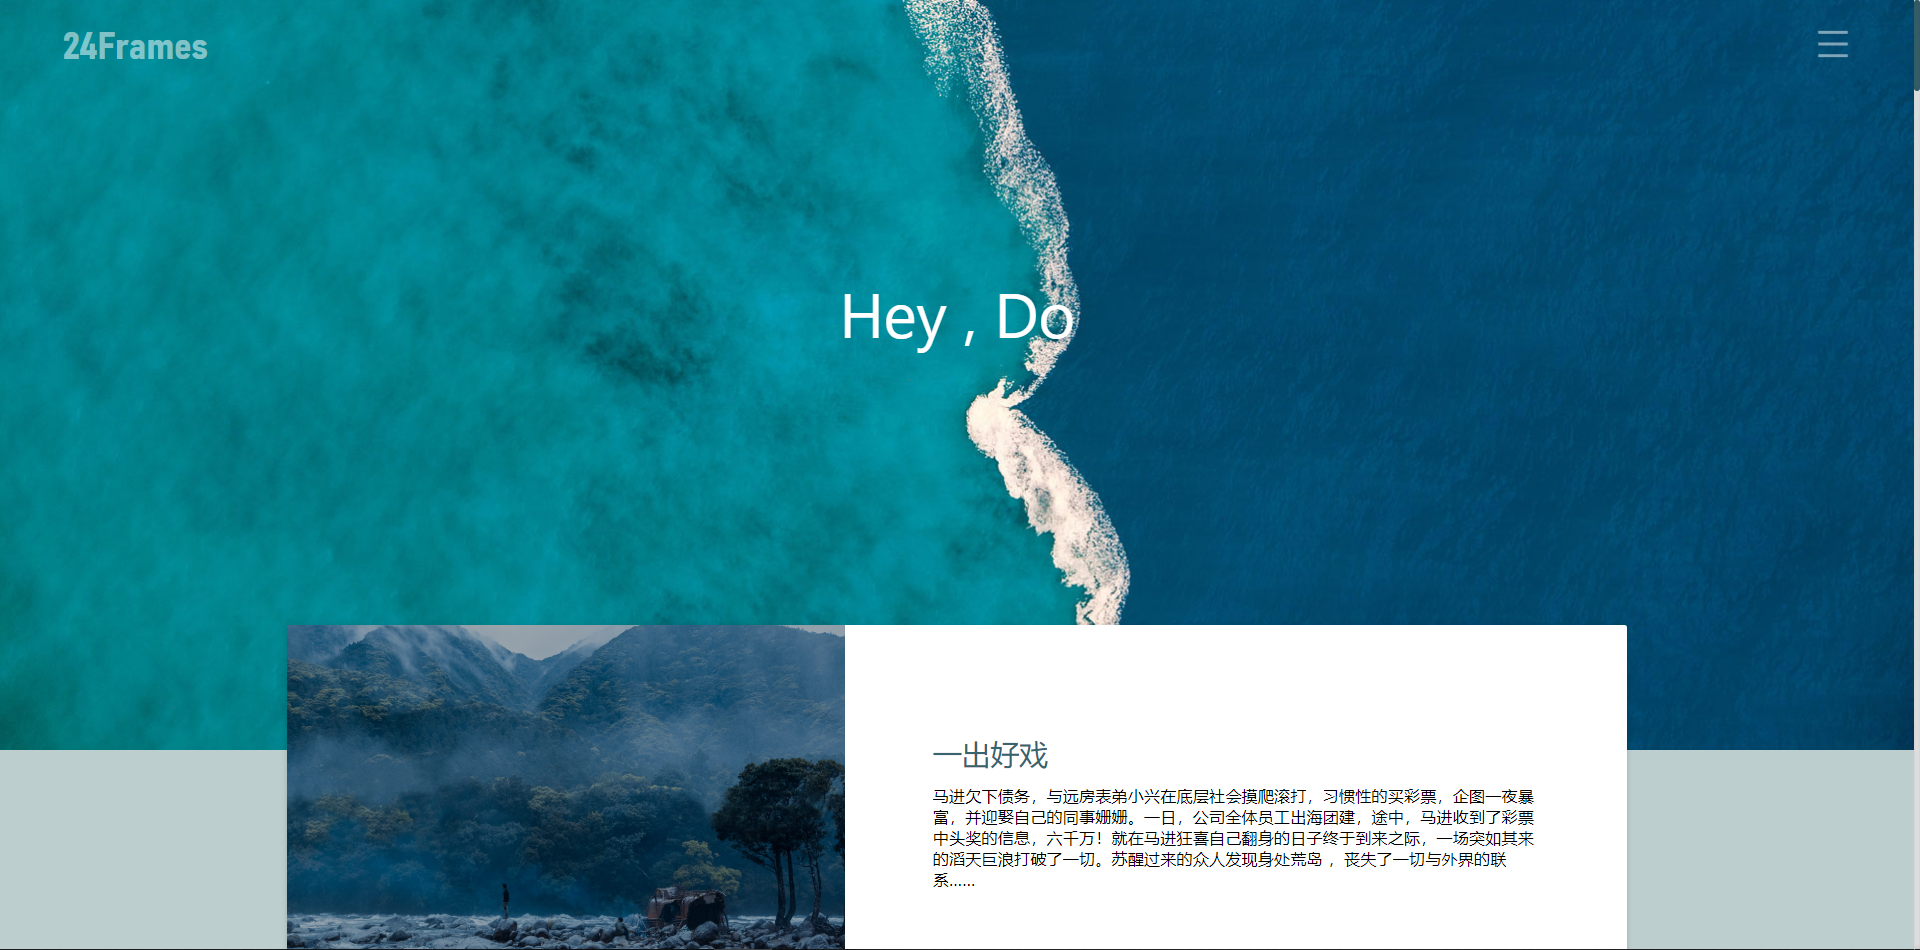 24Frames
Hey , Do
一出好戏
马进欠下债务，与远房表弟小兴在底层社会摸爬滚打，习惯性的买彩票，企图一夜暴
富，并迎娶自己的同事姗姗。一日，公司全体员工出海团建，途中，马进收到了彩票
中头奖的信息，六千万！就在马进狂喜自己翻身的日子终于到来之际，一场突如其来
的滔天巨浪打破了一切。苏醒过来的众人发现身处荒岛 ，丧失了一切与外界的联
系……